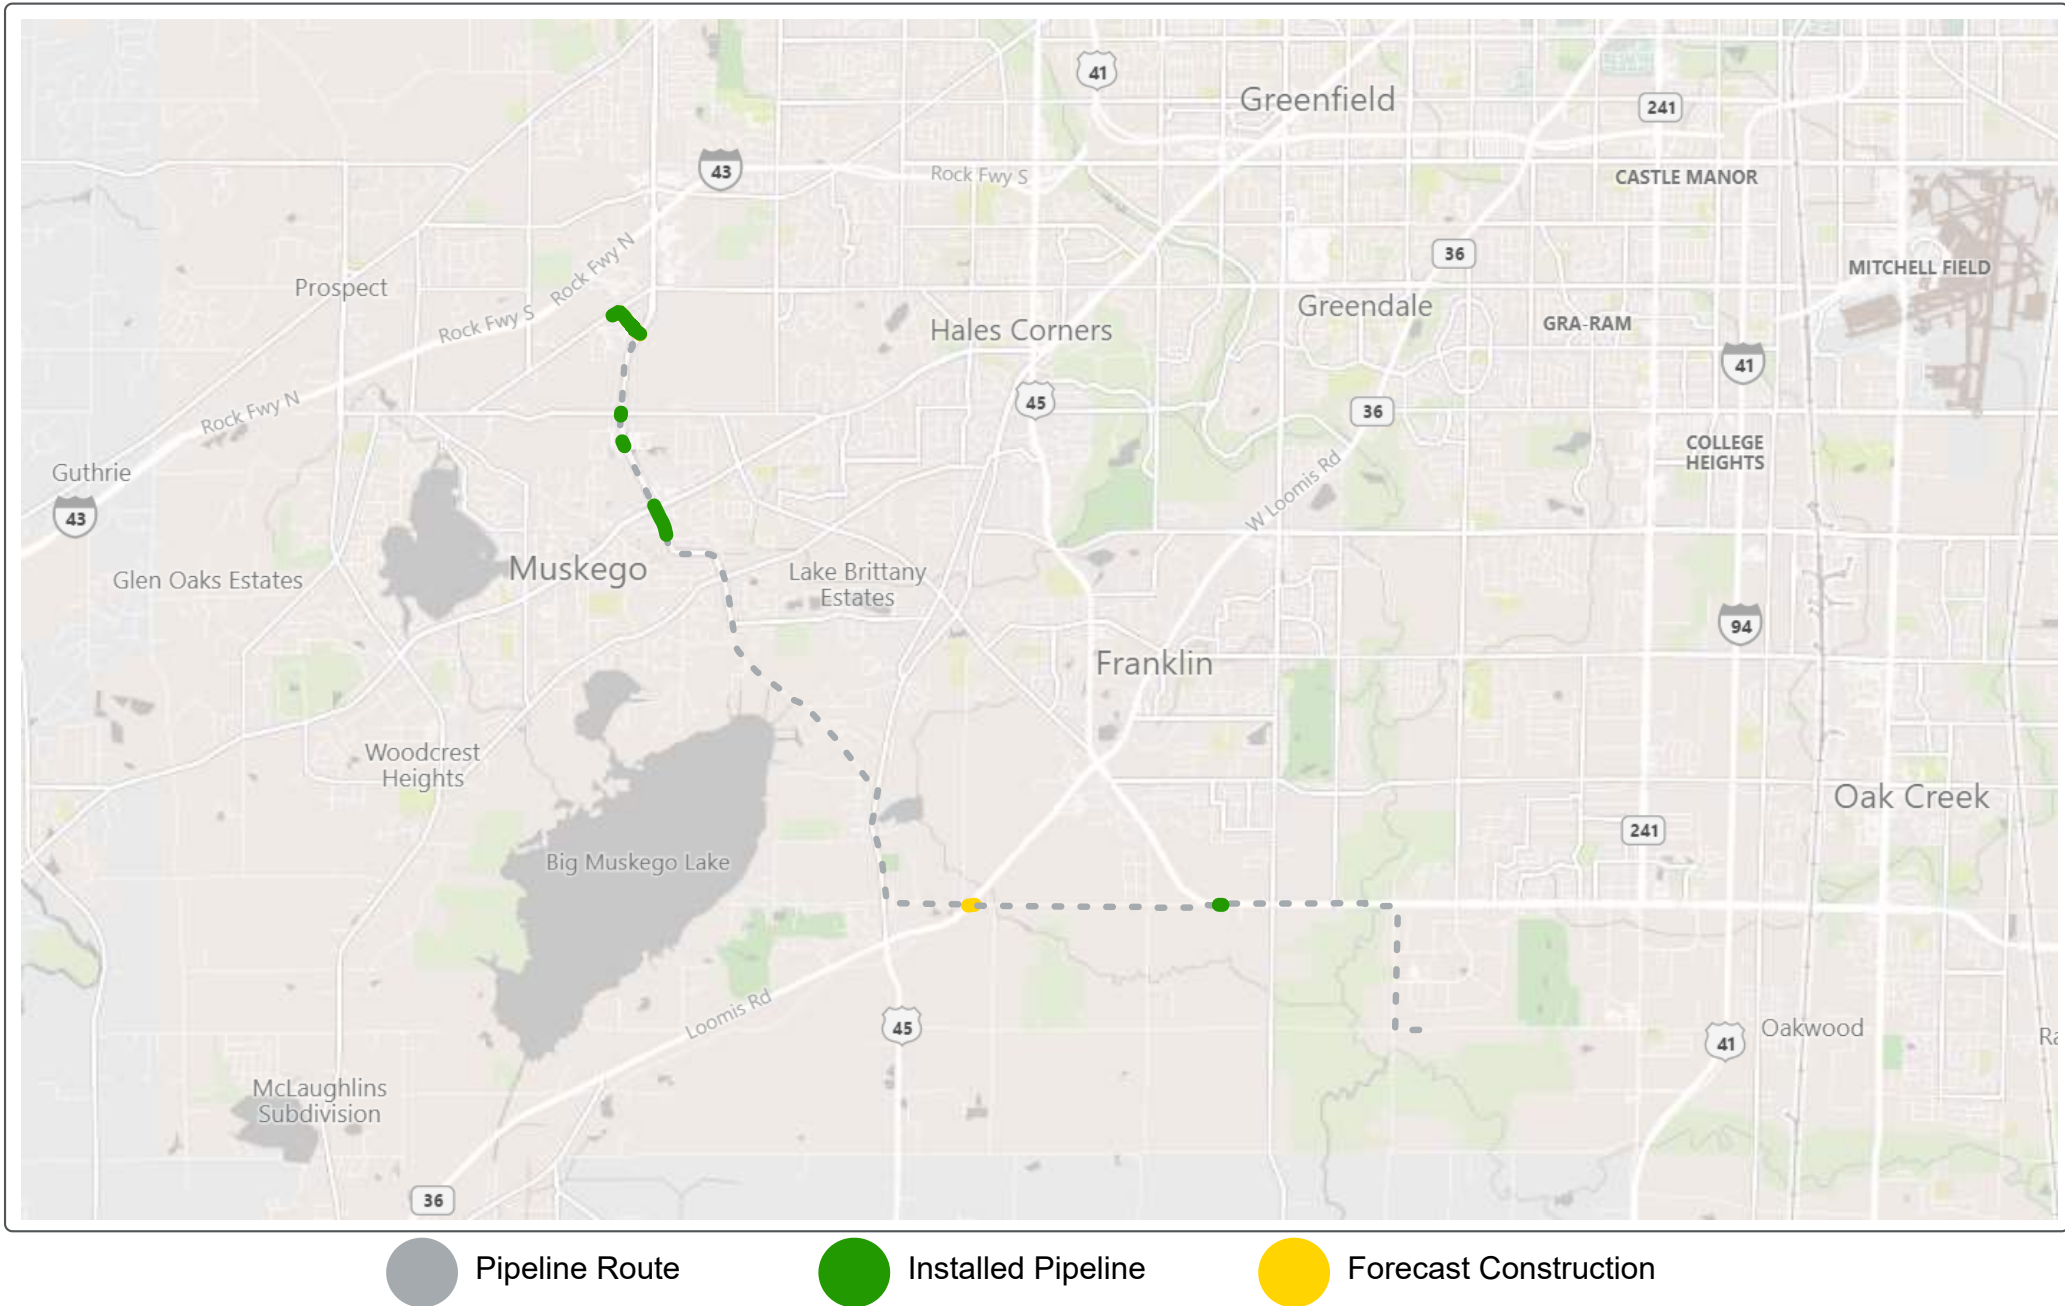 41
Greenfield
241
43
Rock Fwy S
CASTLE MANOR
Rock Fwy N
36
MITCHELL FIELD
Prospect
Greendale
Rock Fwy S
Hales Corners
GRA-RAM
41
Rock Fwy N
45
36
COLLEGE
HEIGHTS
Guthrie
W Loomis Rd
43
Muskego
Glen Oaks Estates
Lake Brittany
Estates
94
Franklin
Woodcrest
Heights
Oak Creek
241
Big Muskego Lake
Loomis Rd
45
Oakwood
41
Ra
McLaughlins
Subdivision
36
Pipeline Route
Installed Pipeline
Forecast Construction